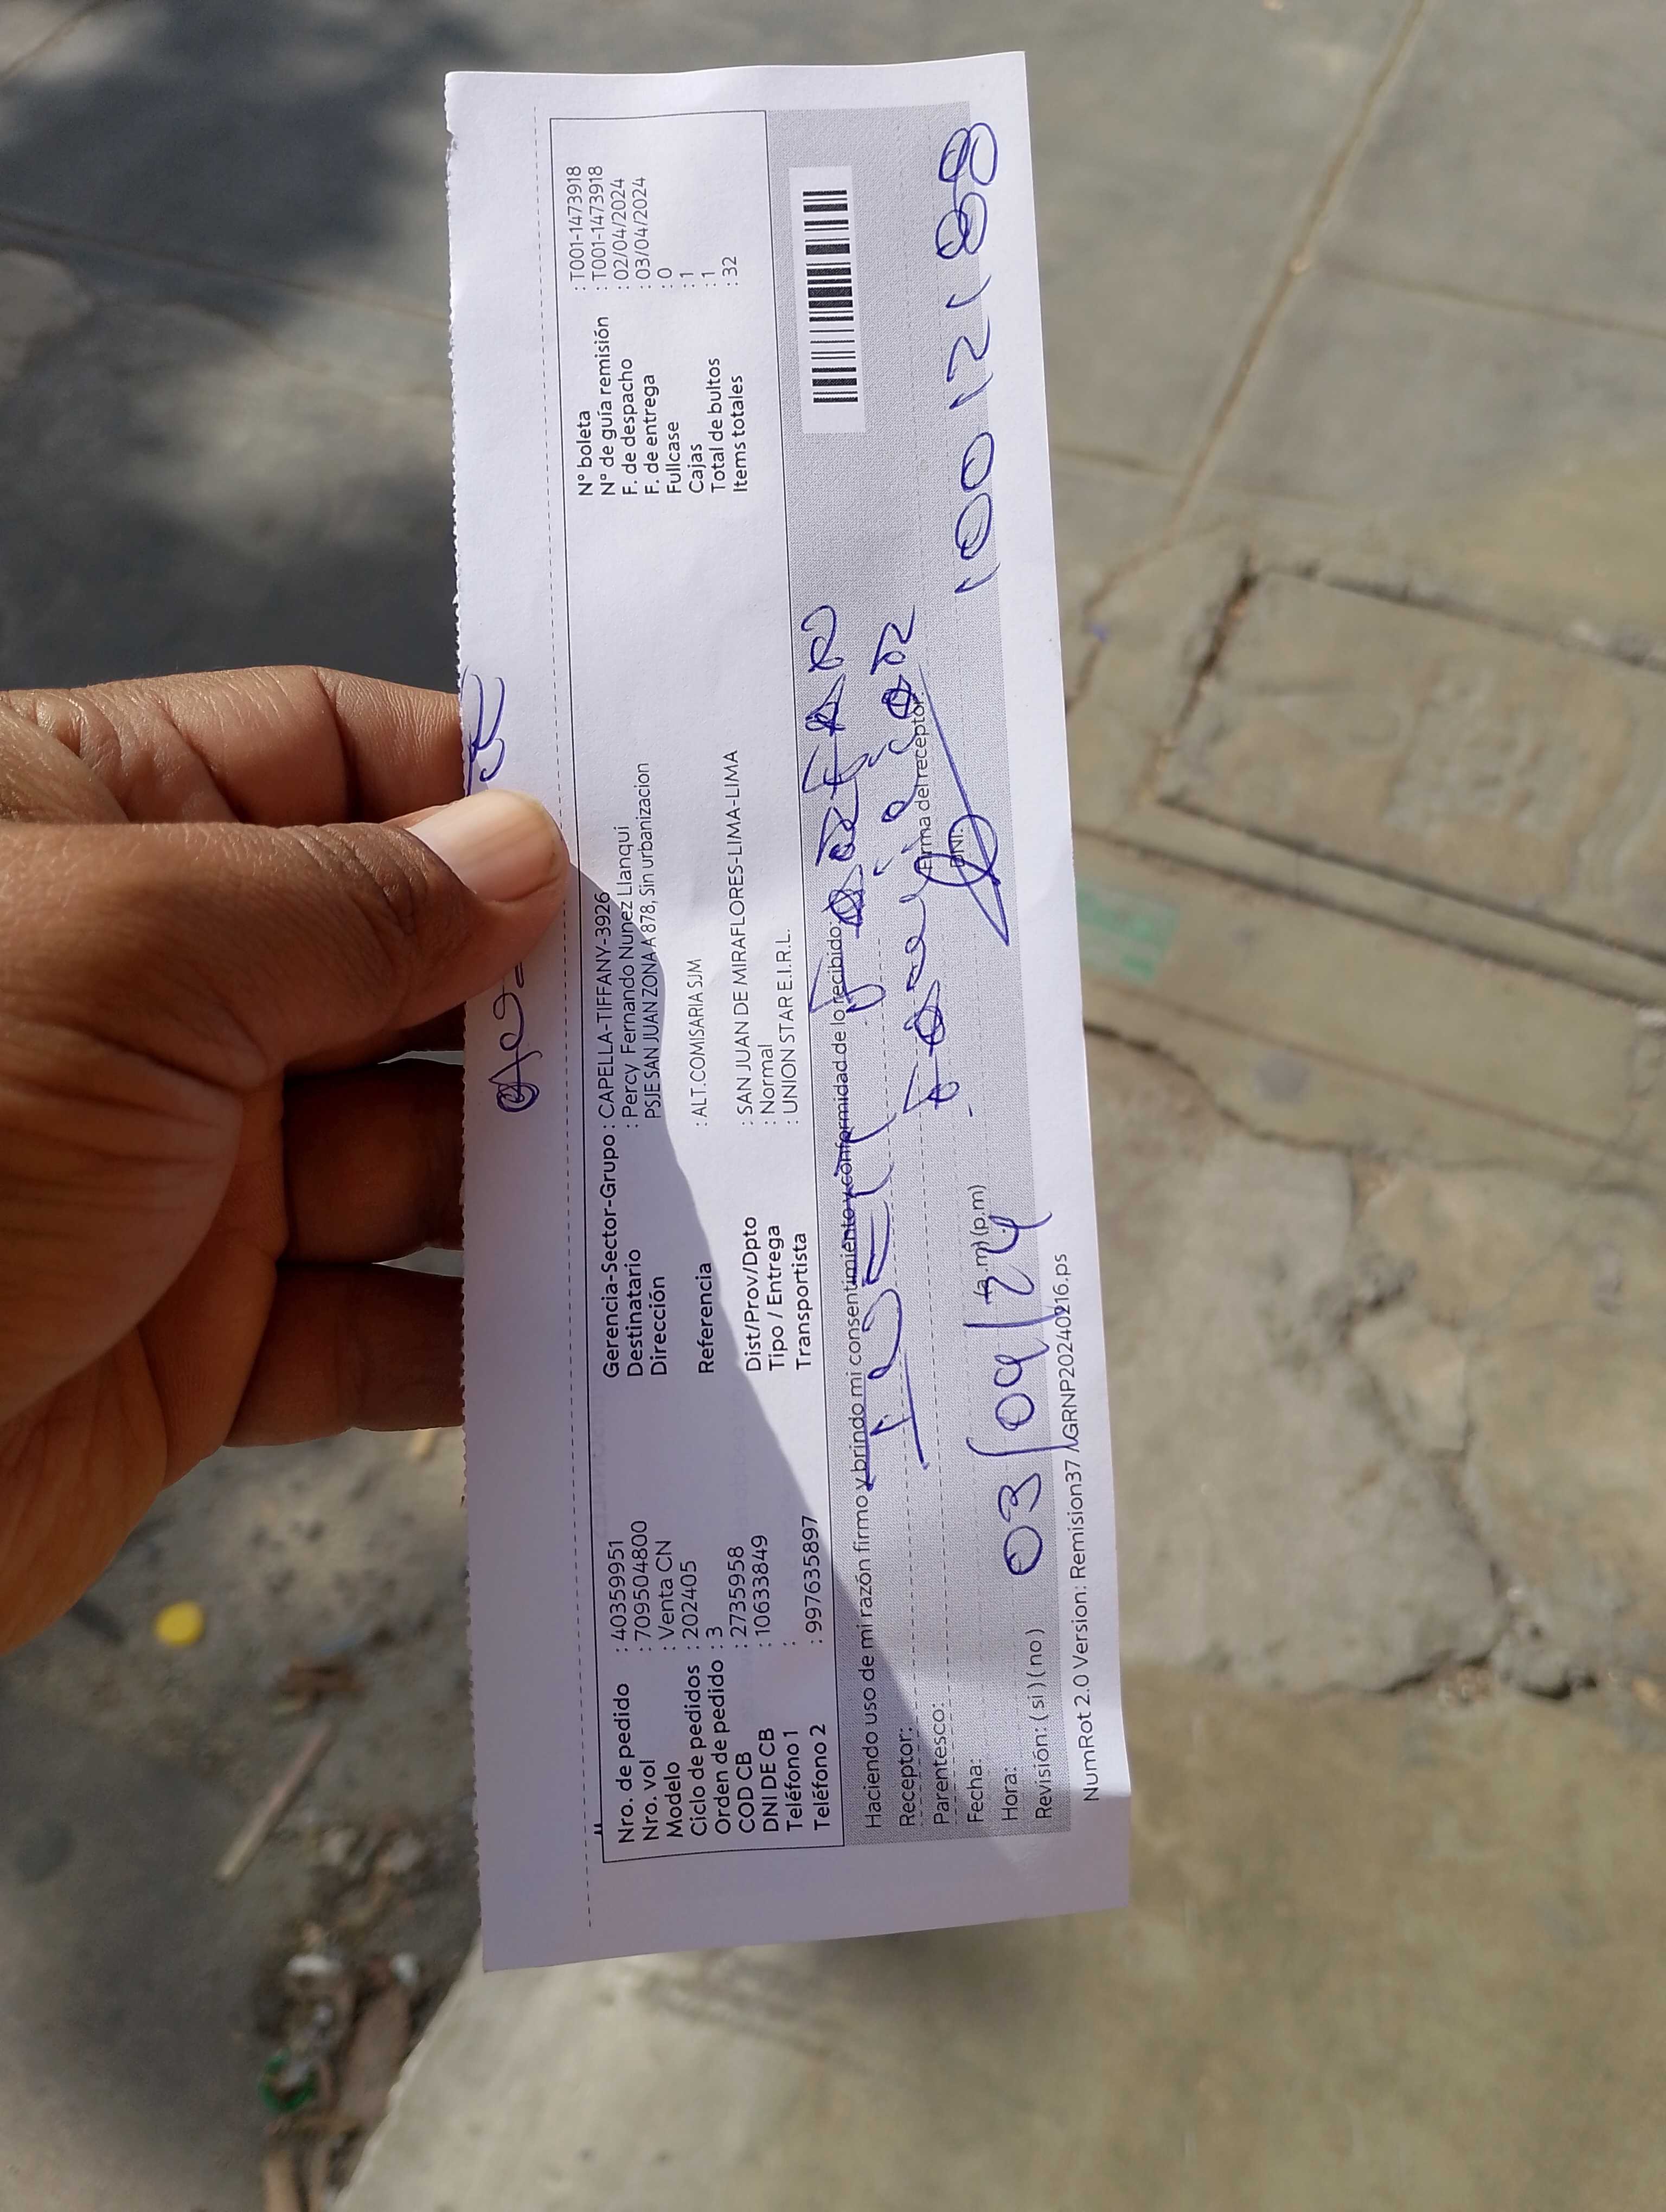 Nro. de pedido : 40359951
Nro. vol : 709504800
Modelo : Venta CN
Ciclo de pedidos : 202405
Orden de pedido : 3
COD CB : 2735958
DNI DE CB : 10633849
Teléfono 1 :
Teléfono 2 : 997635897
Gerencia-Sector-Grupo : CAPELLA-TIFFANY-3926
Destinatario : Percy Fernando Nunez Llanqui
Dirección PSJE SAN JUAN ZONA A 878, Sin urbanizacion
Referencia : ALT.COMISARIA SJM
Dist/Prov/Dpto : SAN JUAN DE MIRAFLORES-LIMA-LIMA
Tipo / Entrega : Normal
Transportista : UNION STAR E.I.R.L.
N° boleta : T001-1473918
N° de guía remisión : T001-1473918
F. de despacho : 02/04/2024
F. de entrega : 03/04/2024
Fullcase : 0
Cajas : 1
Total de bultos : 1
Items totales : 32
Haciendo uso de mi razón firmo y brindo mi consentimiento y conformidad de lo recibido.
Receptor:
Parentesco:
Firma del receptor
Fecha: 03/04/24
DNI: 10012188
Hora: (a.m) (p.m)
Revisión: (si) (no)
NumRot 2.0 Version: Remision37 GRNP20240216.ps